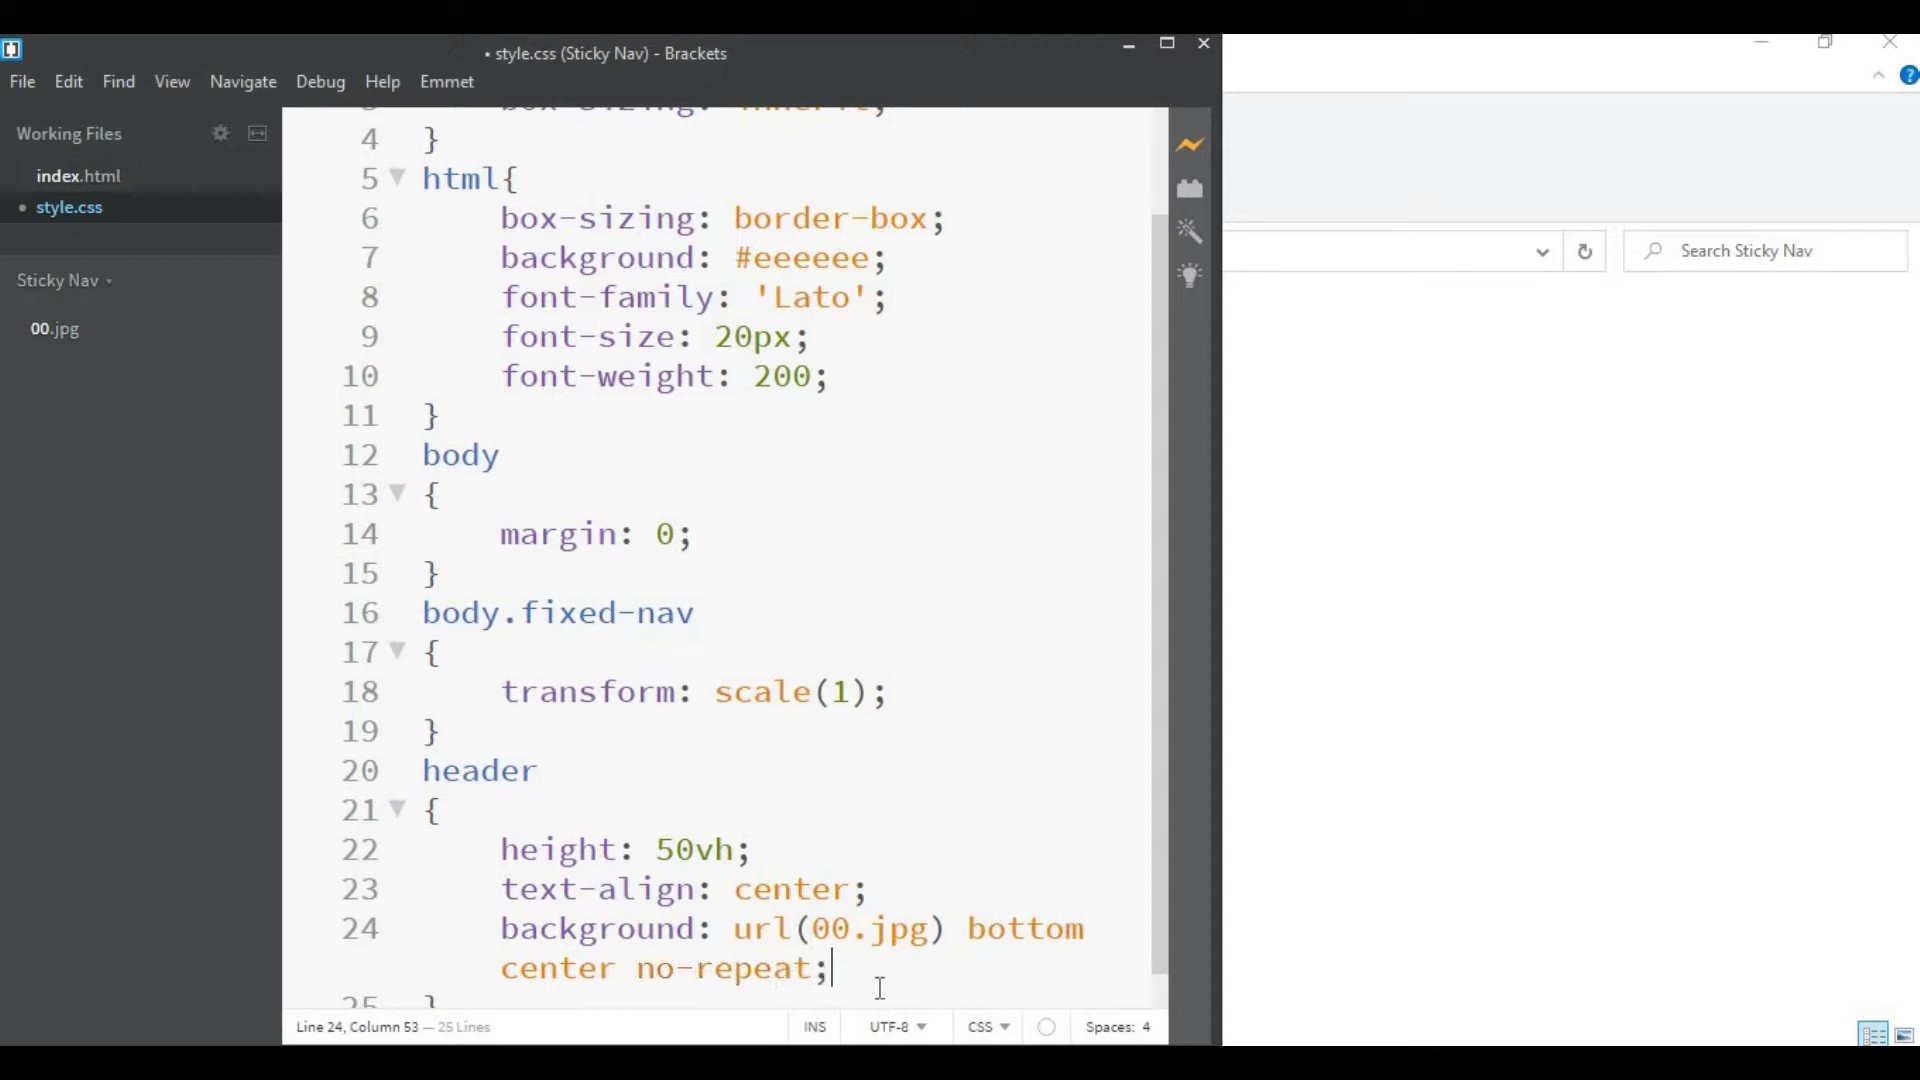 • style.css (Sticky Nav) - Brackets
File Edit Find View Navigate Debug Help Emmet
Working Files
index.html
• style.css
Sticky Nav
00.jpg
3 box-sizing: inherit;
4 }
5 html{
6 box-sizing: border-box;
7 background: #eeeeee;
8 font-family: 'Lato';
9 font-size: 20px;
10 font-weight: 200;
11 }
12 body
13 {
14 margin: 0;
15 }
16 body.fixed-nav
17 {
18 transform: scale(1);
19 }
20 header
21 {
22 height: 50vh;
23 text-align: center;
24 background: url(00.jpg) bottom
center no-repeat;
25 }
Line 24, Column 53 — 25 Lines
INS UTF-8 CSS Spaces: 4
Search Sticky Nav
?